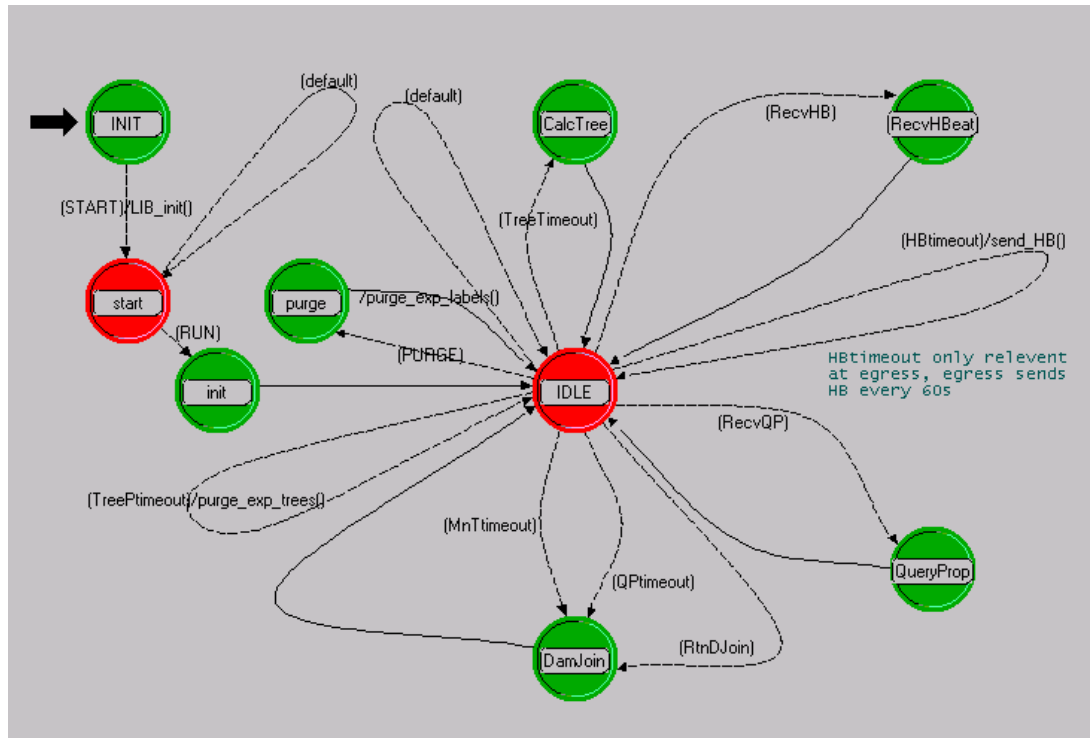 (default)
(default)
INIT
CalcTree
(RecvHB)
RecvHBeat
(START)/LIB_init()
(TreeTimeout)
(HBtimeout)/send_HB()
start
purge
/purge_exp_labels()
(RUN)
(PURGE)
HBtimeout only relevent
at egress, egress sends
HB every 60s
init
IDLE
(RecvQP)
(TreePtimeout)/purge_exp_trees()
(MnTtimeout)
(QPtimeout)
QueryProp
(RtnDJoin)
DamJoin